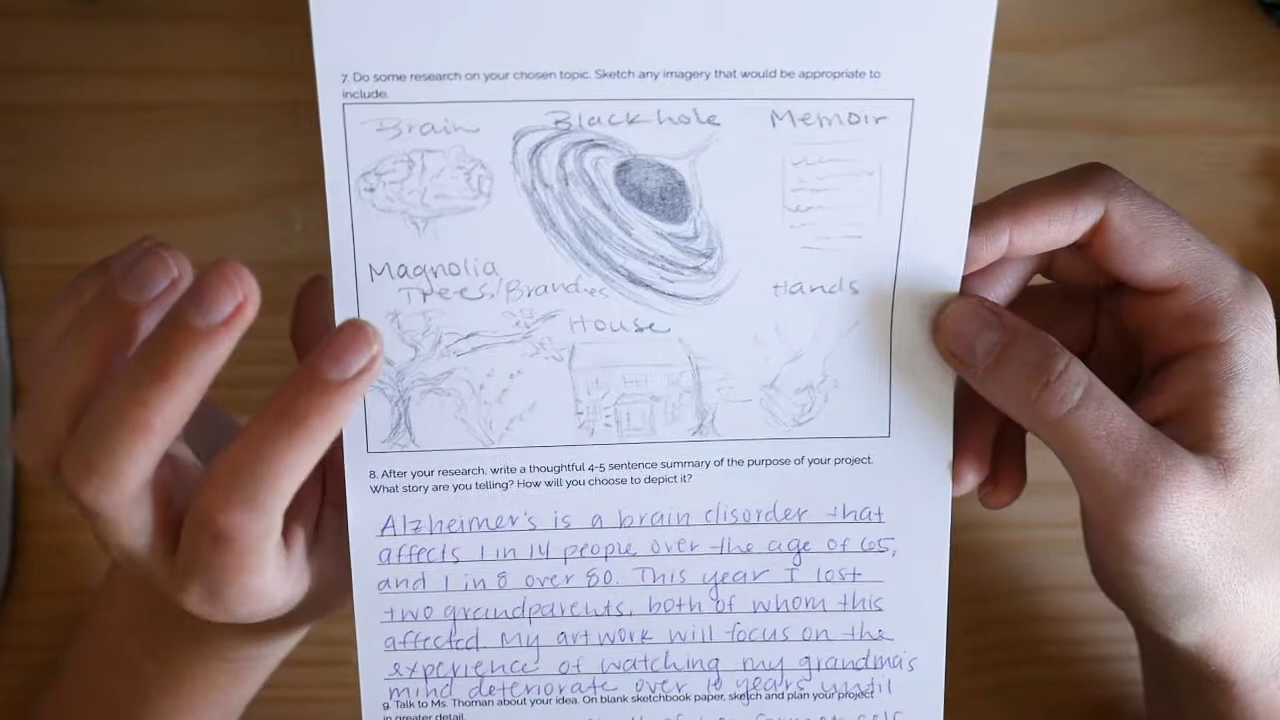 7. Do some research on your chosen topic. Sketch any imagery that would be appropriate to
include.
Brain
Black hole
Memoir
Magnolia
Trees/Branches
Hands
House
8. After your research, write a thoughtful 4-5 sentence summary of the purpose of your project.
What story are you telling? How will you choose to depict it?
Alzheimer's is a brain disorder that
affects 1 in 14 people over the age of 65,
and 1 in 8 over 80. This year I lost
two grandparents, both of whom this
affected. My artwork will focus on the
experience of watching my grandma's
mind deteriorate over 10 years until
9. Talk to Ms. Thoman about your idea. On blank sketchbook paper, sketch and plan your project
in greater detail.